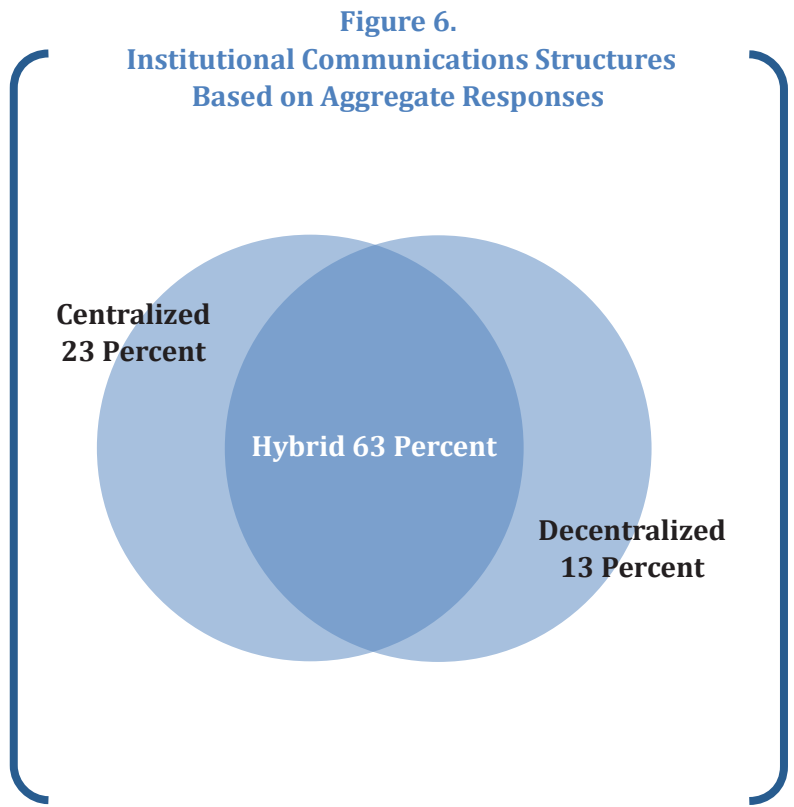 Figure 6.
Institutional Communications Structures
Based on Aggregate Responses
Centralized
23 Percent
Hybrid 63 Percent
Decentralized
13 Percent